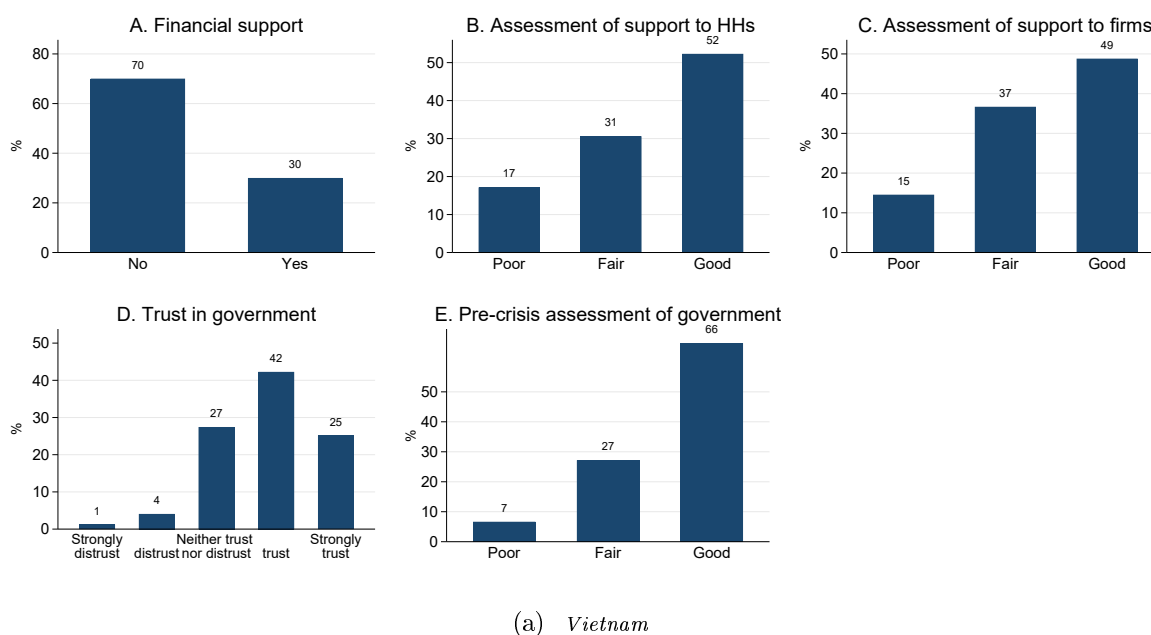 A. Financial support
80
60
40
20
0
%
70
30
No Yes
B. Assessment of support to HHs
50
40
30
20
10
0
%
17
31
52
Poor Fair Good
C. Assessment of support to firms
50
40
30
20
10
0
%
15
37
49
Poor Fair Good
D. Trust in government
50
40
30
20
10
0
%
1
4
27
42
25
Strongly
distrust
distrust
Neither trust
nor distrust
trust
Strongly
trust
E. Pre-crisis assessment of government
50
40
30
20
10
0
%
7
27
66
Poor Fair Good
(a) Vietnam